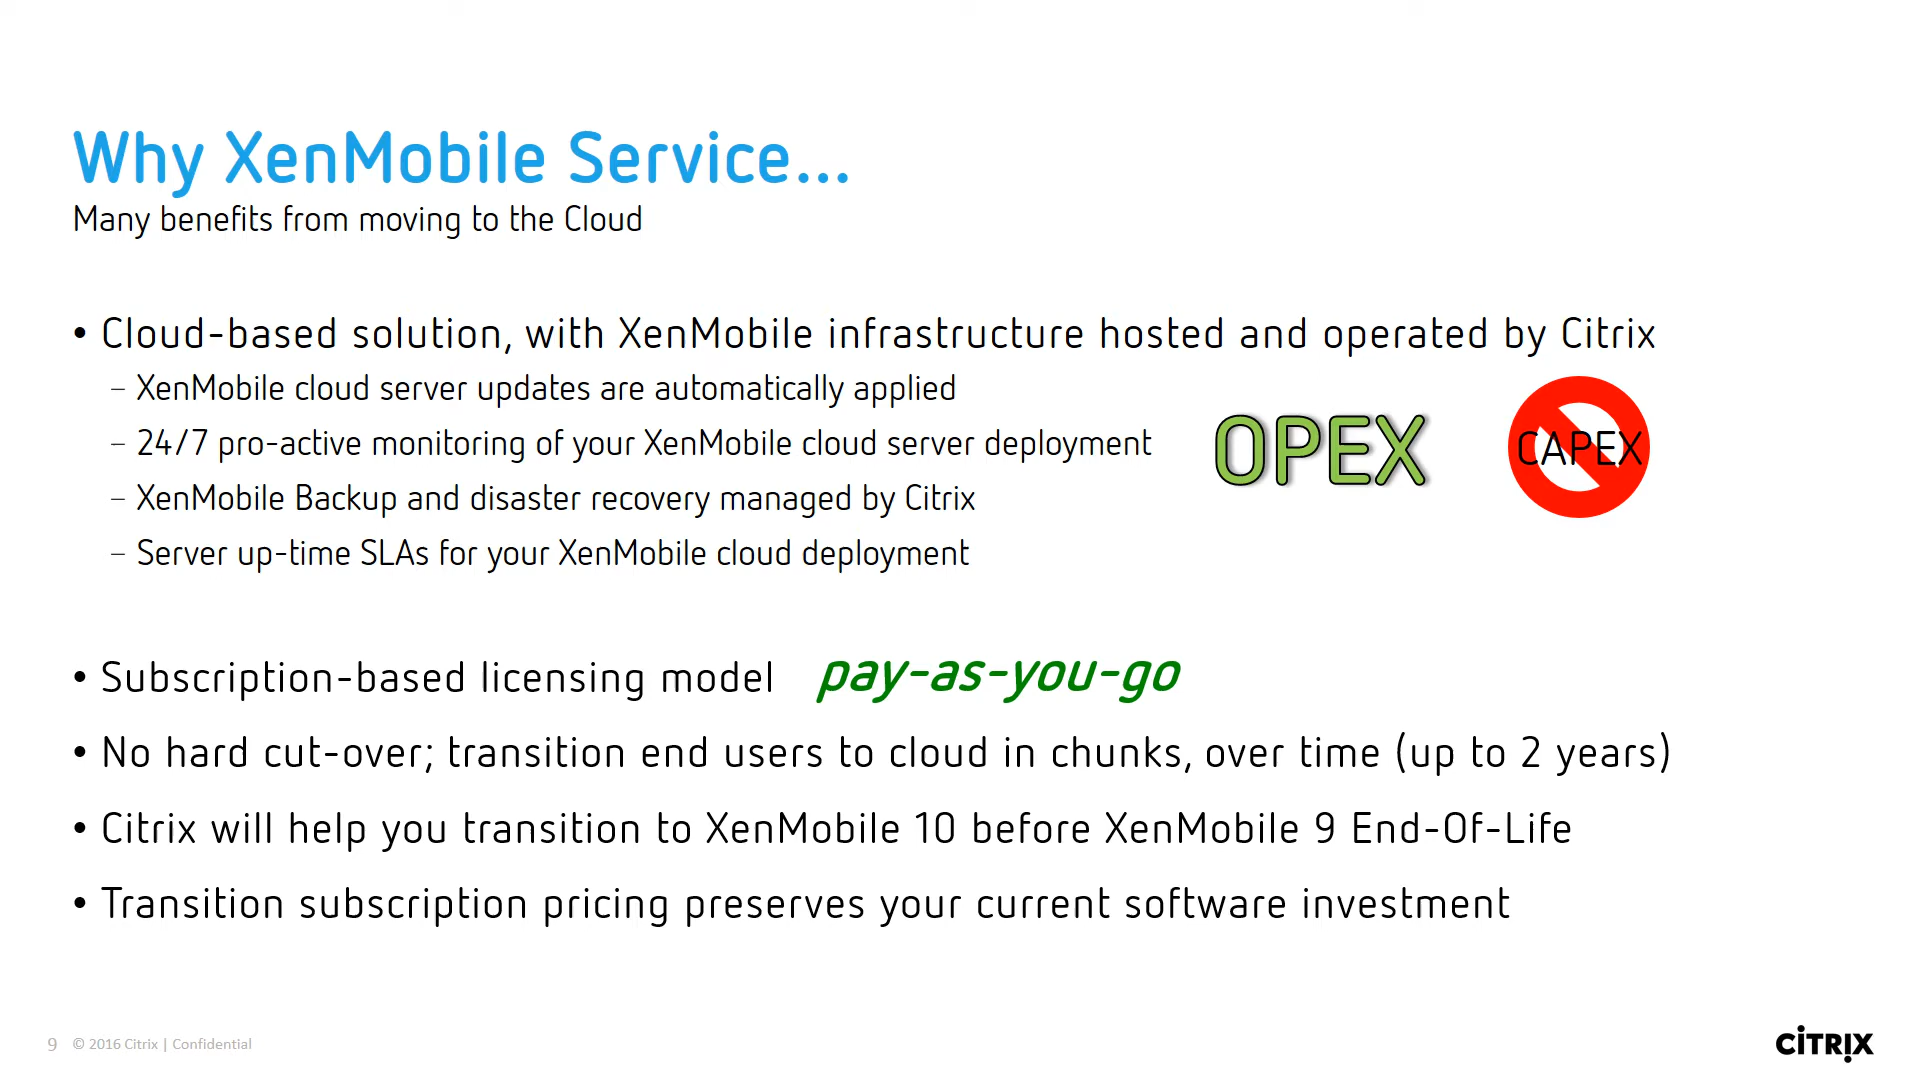 Why XenMobile Service...
Many benefits from moving to the Cloud
• Cloud-based solution, with XenMobile infrastructure hosted and operated by Citrix
– XenMobile cloud server updates are automatically applied
– 24/7 pro-active monitoring of your XenMobile cloud server deployment
– XenMobile Backup and disaster recovery managed by Citrix
– Server up-time SLAs for your XenMobile cloud deployment
OPEX
CAPEX
• Subscription-based licensing model pay-as-you-go
• No hard cut-over; transition end users to cloud in chunks, over time (up to 2 years)
• Citrix will help you transition to XenMobile 10 before XenMobile 9 End-Of-Life
• Transition subscription pricing preserves your current software investment
9 © 2016 Citrix | Confidential
CiTRIX